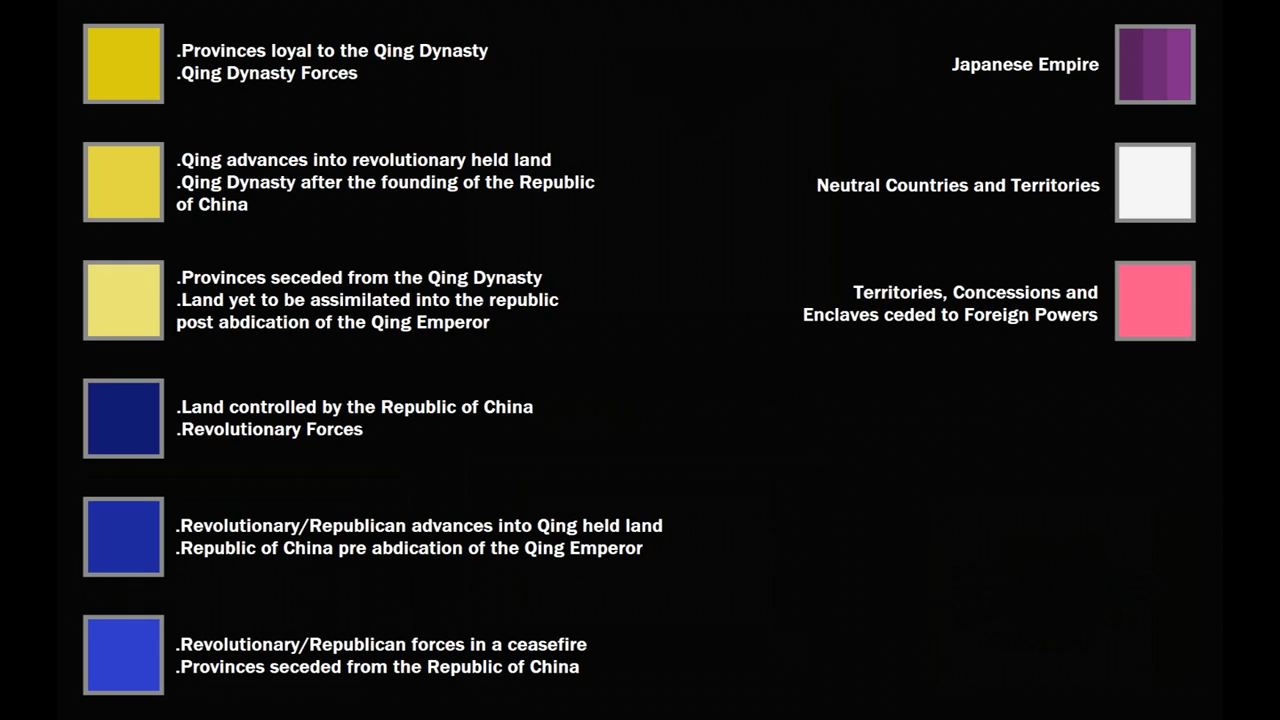 .Provinces loyal to the Qing Dynasty
.Qing Dynasty Forces
.Qing advances into revolutionary held land
.Qing Dynasty after the founding of the Republic
of China
.Provinces seceded from the Qing Dynasty
.Land yet to be assimilated into the republic
post abdication of the Qing Emperor
.Land controlled by the Republic of China
.Revolutionary Forces
.Revolutionary/Republican advances into Qing held land
.Republic of China pre abdication of the Qing Emperor
.Revolutionary/Republican forces in a ceasefire
.Provinces seceded from the Republic of China
Japanese Empire
Neutral Countries and Territories
Territories, Concessions and
Enclaves ceded to Foreign Powers